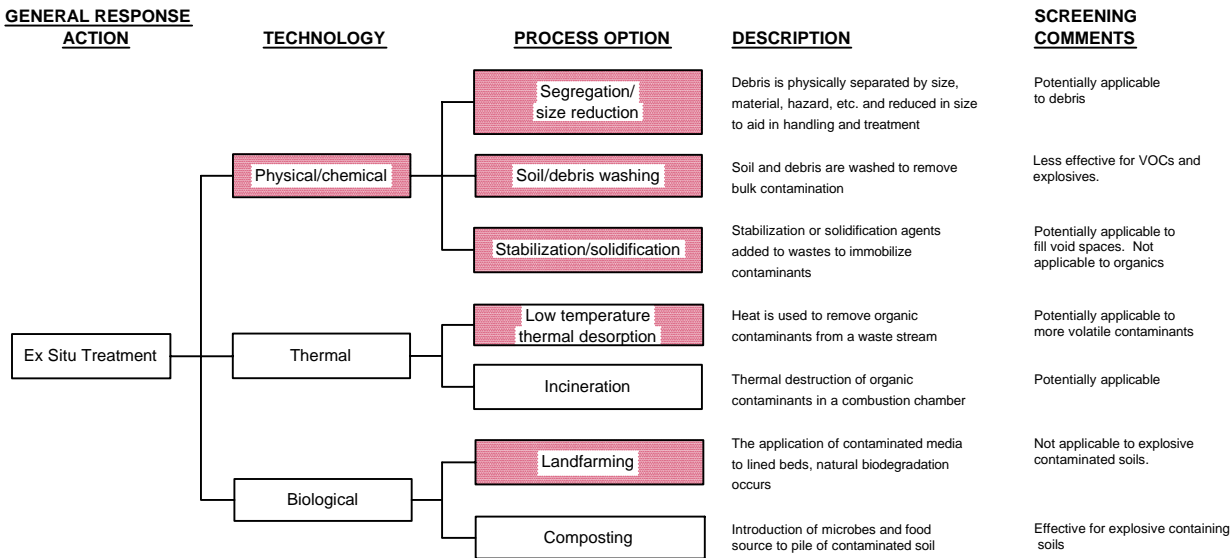 GENERAL RESPONSE
ACTION
TECHNOLOGY
PROCESS OPTION
DESCRIPTION
SCREENING
COMMENTS
Segregation/
size reduction
Debris is physically separated by size,
material, hazard, etc. and reduced in size
to aid in handling and treatment
Potentially applicable
to debris
Physical/chemical
Soil/debris washing
Soil and debris are washed to remove
bulk contamination
Less effective for VOCs and
explosives.
Stabilization/solidification
Stabilization or solidification agents
added to wastes to immobilize
contaminants
Potentially applicable to
fill void spaces. Not
applicable to organics
Ex Situ Treatment
Thermal
Low temperature
thermal desorption
Heat is used to remove organic
contaminants from a waste stream
Potentially applicable to
more volatile contaminants
Incineration
Thermal destruction of organic
contaminants in a combustion chamber
Potentially applicable
Biological
Landfarming
The application of contaminated media
to lined beds, natural biodegradation
occurs
Not applicable to explosive
contaminated soils.
Composting
Introduction of microbes and food
source to pile of contaminated soil
Effective for explosive containing
soils